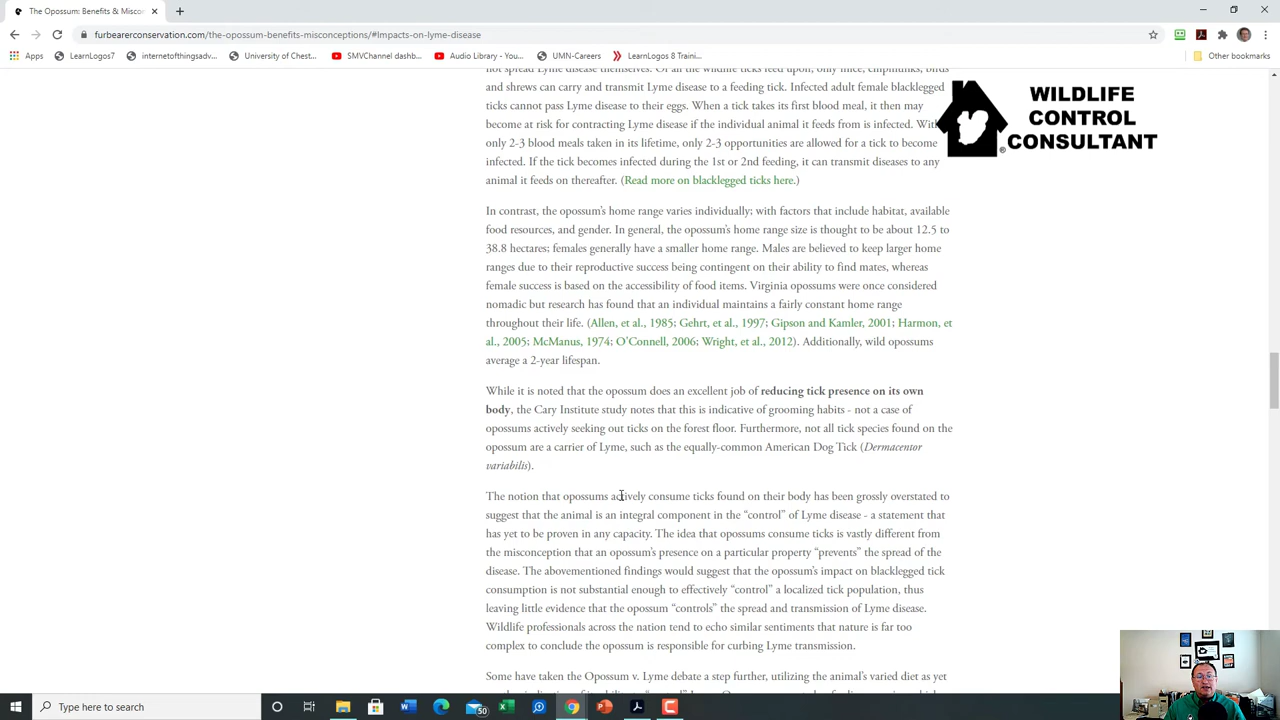 The Opossum: Benefits & Miscon
furbearerconservation.com/the-opossum-benefits-misconceptions/#Impacts-on-lyme-disease
Apps
LearnLogos7
internetofthingsadv...
University of Chest...
SMVChannel dashb...
Audio Library - You...
UMN-Careers
LearnLogos 8 Traini...
Other bookmarks
not spread Lyme disease themselves. Of all the wildlife ticks feed upon, only mice, chipmunks, birds
and shrews can carry and transmit Lyme disease to a feeding tick. Infected adult female blacklegged
ticks cannot pass Lyme disease to their eggs. When a tick takes its first blood meal, it then may
become at risk for contracting Lyme disease if the individual animal it feeds from is infected. With
only 2-3 blood meals taken in its lifetime, only 2-3 opportunities are allowed for a tick to become
infected. If the tick becomes infected during the 1st or 2nd feeding, it can transmit diseases to any
animal it feeds on thereafter. (Read more on blacklegged ticks here.)
WILDLIFE
CONTROL
CONSULTANT
®
In contrast, the opossum's home range varies individually; with factors that include habitat, available
food resources, and gender. In general, the opossum's home range size is thought to be about 12.5 to
38.8 hectares; females generally have a smaller home range. Males are believed to keep larger home
ranges due to their reproductive success being contingent on their ability to find mates, whereas
female success is based on the accessibility of food items. Virginia opossums were once considered
nomadic but research has found that an individual maintains a fairly constant home range
throughout their life. (Allen, et al., 1985; Gehrt, et al., 1997; Gipson and Kamler, 2001; Harmon, et
al., 2005; McManus, 1974; O'Connell, 2006; Wright, et al., 2012). Additionally, wild opossums
average a 2-year lifespan.
While it is noted that the opossum does an excellent job of reducing tick presence on its own
body, the Cary Institute study notes that this is indicative of grooming habits - not a case of
opossums actively seeking out ticks on the forest floor. Furthermore, not all tick species found on the
opossum are a carrier of Lyme, such as the equally-common American Dog Tick (Dermacentor
variabilis).
The notion that opossums actively consume ticks found on their body has been grossly overstated to
suggest that the animal is an integral component in the “control” of Lyme disease - a statement that
has yet to be proven in any capacity. The idea that opossums consume ticks is vastly different from
the misconception that an opossum's presence on a particular property “prevents” the spread of the
disease. The abovementioned findings would suggest that the opossum's impact on blacklegged tick
consumption is not substantial enough to effectively “control” a localized tick population, thus
leaving little evidence that the opossum “controls” the spread and transmission of Lyme disease.
Wildlife professionals across the nation tend to echo similar sentiments that nature is far too
complex to conclude the opossum is responsible for curbing Lyme transmission.
Some have taken the Opossum v. Lyme debate a step further, utilizing the animal's varied diet as yet
Type here to search
50